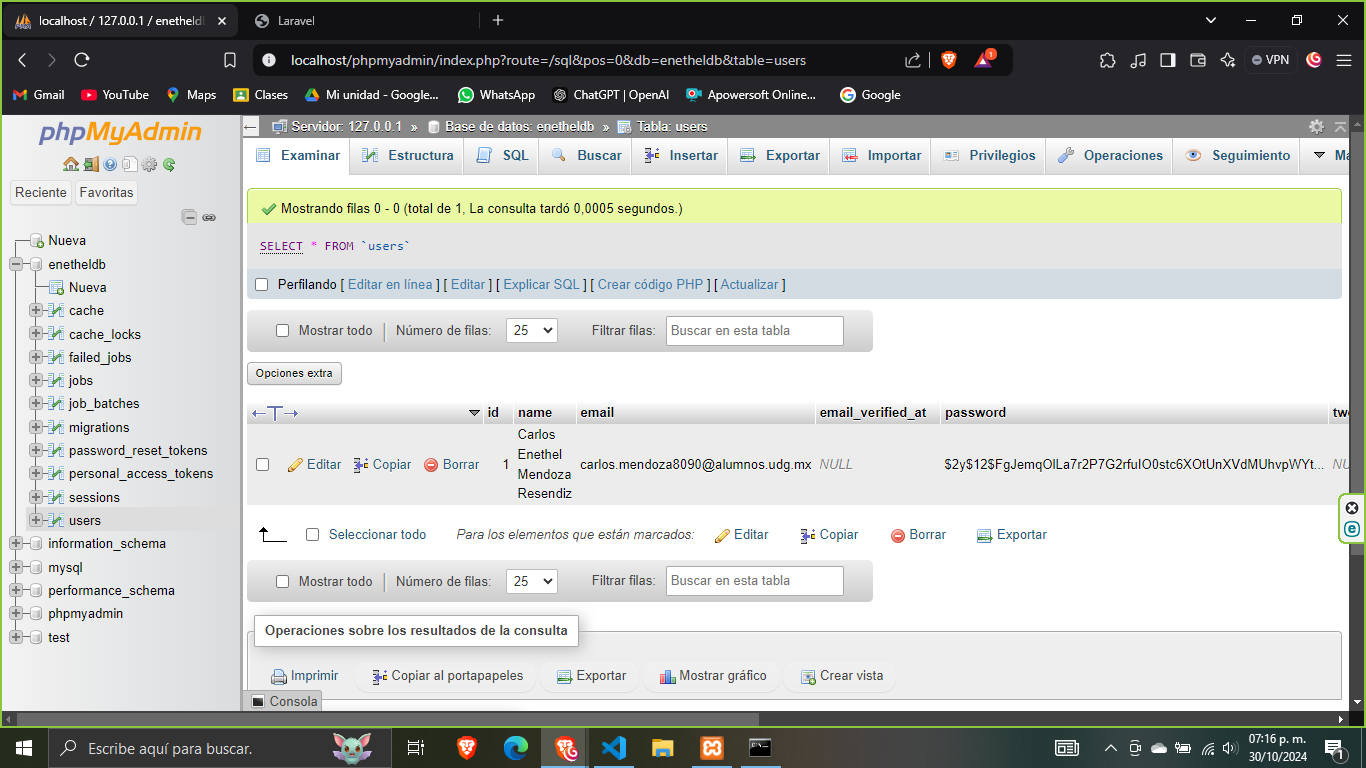 localhost / 127.0.0.1 / enetheld
Laravel
localhost/phpmyadmin/index.php?route=/sql&pos=0&db=enetheldb&table=users
1
VPN
Gmail
YouTube
Maps
Clases
Mi unidad - Google...
WhatsApp
ChatGPT | OpenAI
Apowersoft Online...
Google
phpMyAdmin
Reciente
Favoritas
Nueva
enetheldb
Nueva
cache
cache_locks
failed_jobs
jobs
job_batches
migrations
password_reset_tokens
personal_access_tokens
sessions
users
information_schema
mysql
performance_schema
phpmyadmin
test
Servidor: 127.0.0.1 » Base de datos: enetheldb » Tabla: users
Examinar
Estructura
SQL
Buscar
Insertar
Exportar
Importar
Privilegios
Operaciones
Seguimiento
Má
Mostrando filas 0 - 0 (total de 1, La consulta tardó 0,0005 segundos.)
SELECT * FROM `users`
Perfilando [ Editar en línea ] [ Editar ] [ Explicar SQL ] [ Crear código PHP ] [ Actualizar ]
Mostrar todo | Número de filas: 25 Filtrar filas: Buscar en esta tabla
Opciones extra
←T→ id name email email_verified_at password two
Editar Copiar Borrar 1
Carlos
Enethel
Mendoza
Resendiz
carlos.mendoza8090@alumnos.udg.mx NULL
$2y$12$FgJemqOlLa7r2P7G2rfuIO0stc6XOtUnXVdMUhvpWYt... NU
Seleccionar todo Para los elementos que están marcados: Editar Copiar Borrar Exportar
Mostrar todo | Número de filas: 25 Filtrar filas: Buscar en esta tabla
Operaciones sobre los resultados de la consulta
Imprimir
Copiar al portapapeles
Exportar
Mostrar gráfico
Crear vista
Consola
Escribe aquí para buscar.
07:16 p. m.
30/10/2024
1